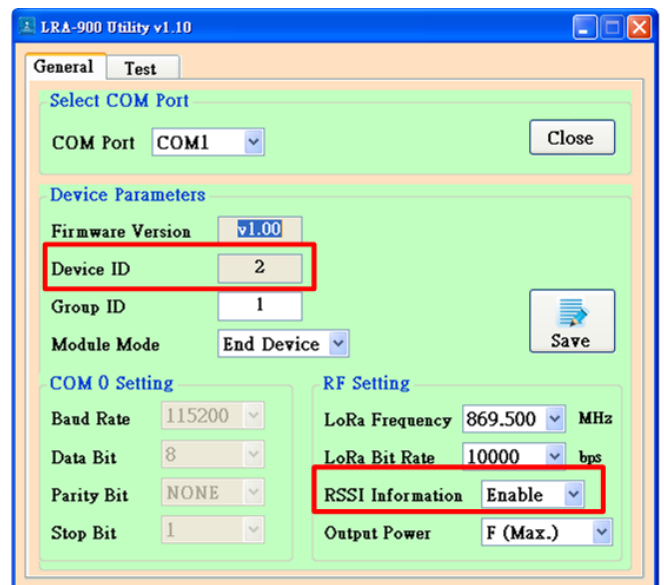 LRA-900 Utility v1.10
General Test
Select COM Port
COM Port COM1 Close
Device Parameters
Firmware Version v1.00
Device ID 2
Group ID 1
Module Mode End Device Save
COM 0 Setting RF Setting
Baud Rate 115200 LoRa Frequency 869.500 MHz
Data Bit 8 LoRa Bit Rate 10000 bps
Parity Bit NONE RSSI Information Enable
Stop Bit 1 Output Power F (Max.)